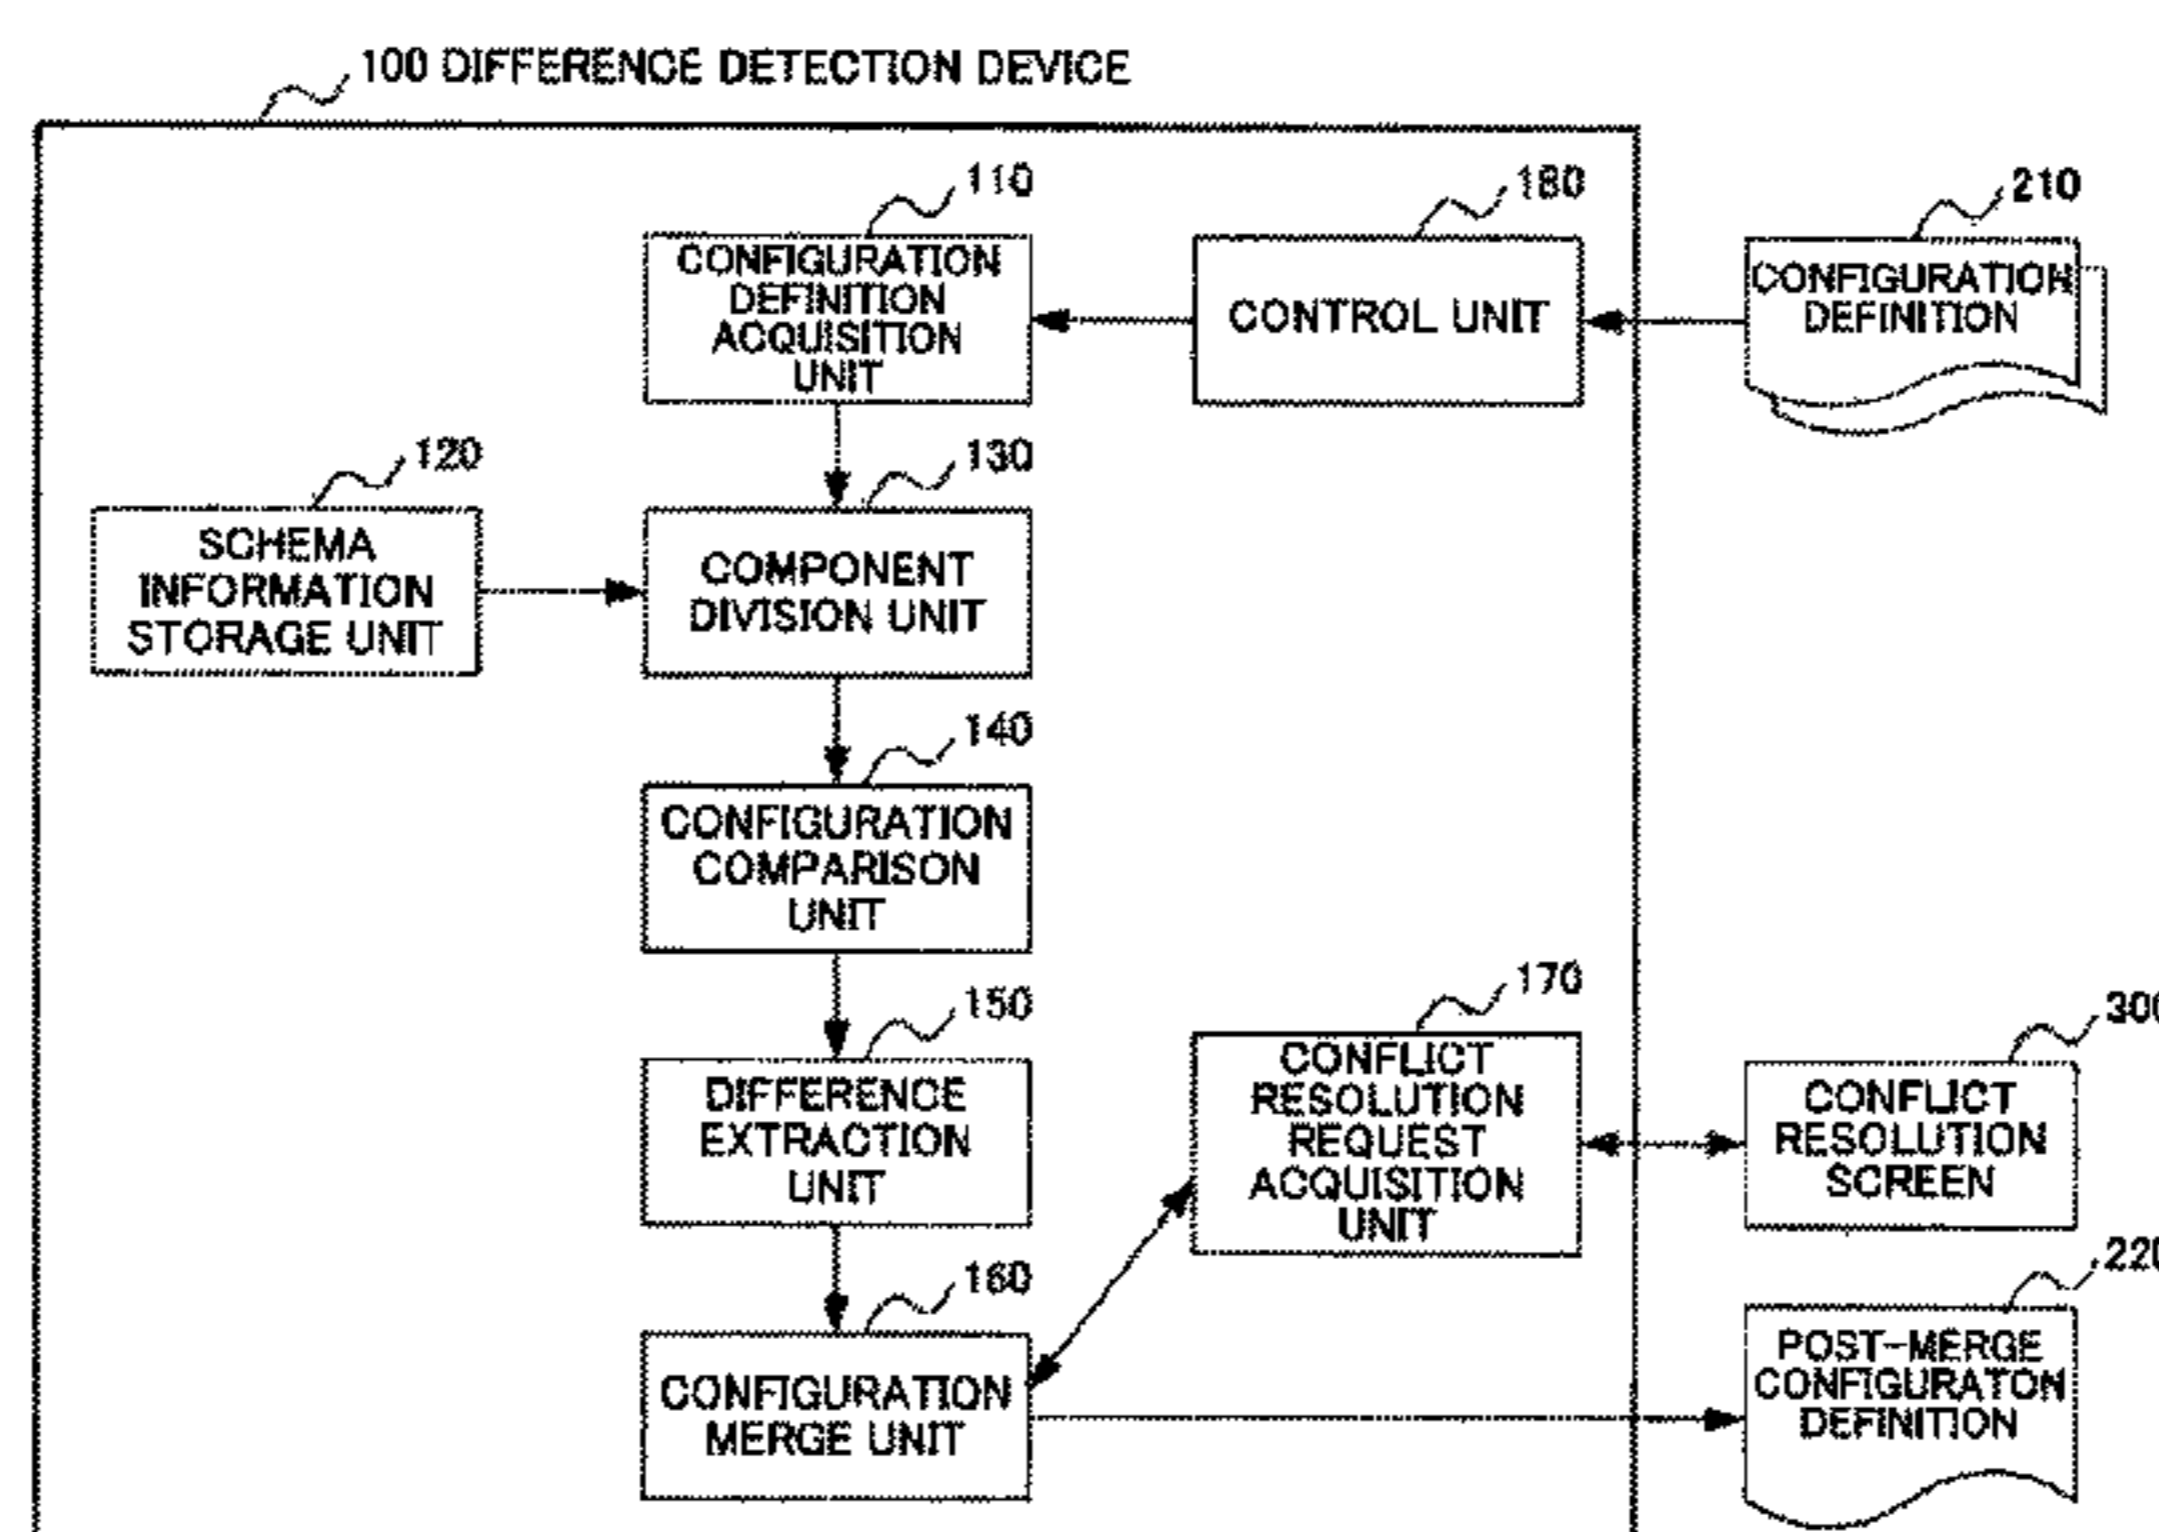 100 DIFFERENCE DETECTION DEVICE
110
180
210
CONFIGURATION
DEFINITION
ACQUISITION
UNIT
CONTROL UNIT
CONFIGURATION
DEFINITION
120
130
SCHEMA
INFORMATION
STORAGE UNIT
COMPONENT
DIVISION UNIT
140
CONFIGURATION
COMPARISON
UNIT
150
170
300
DIFFERENCE
EXTRACTION
UNIT
CONFLICT
RESOLUTION
REQUEST
ACQUISITION
UNIT
CONFLICT
RESOLUTION
SCREEN
160
220
CONFIGURATION
MERGE UNIT
POST-MERGE
CONFIGURATON
DEFINITION